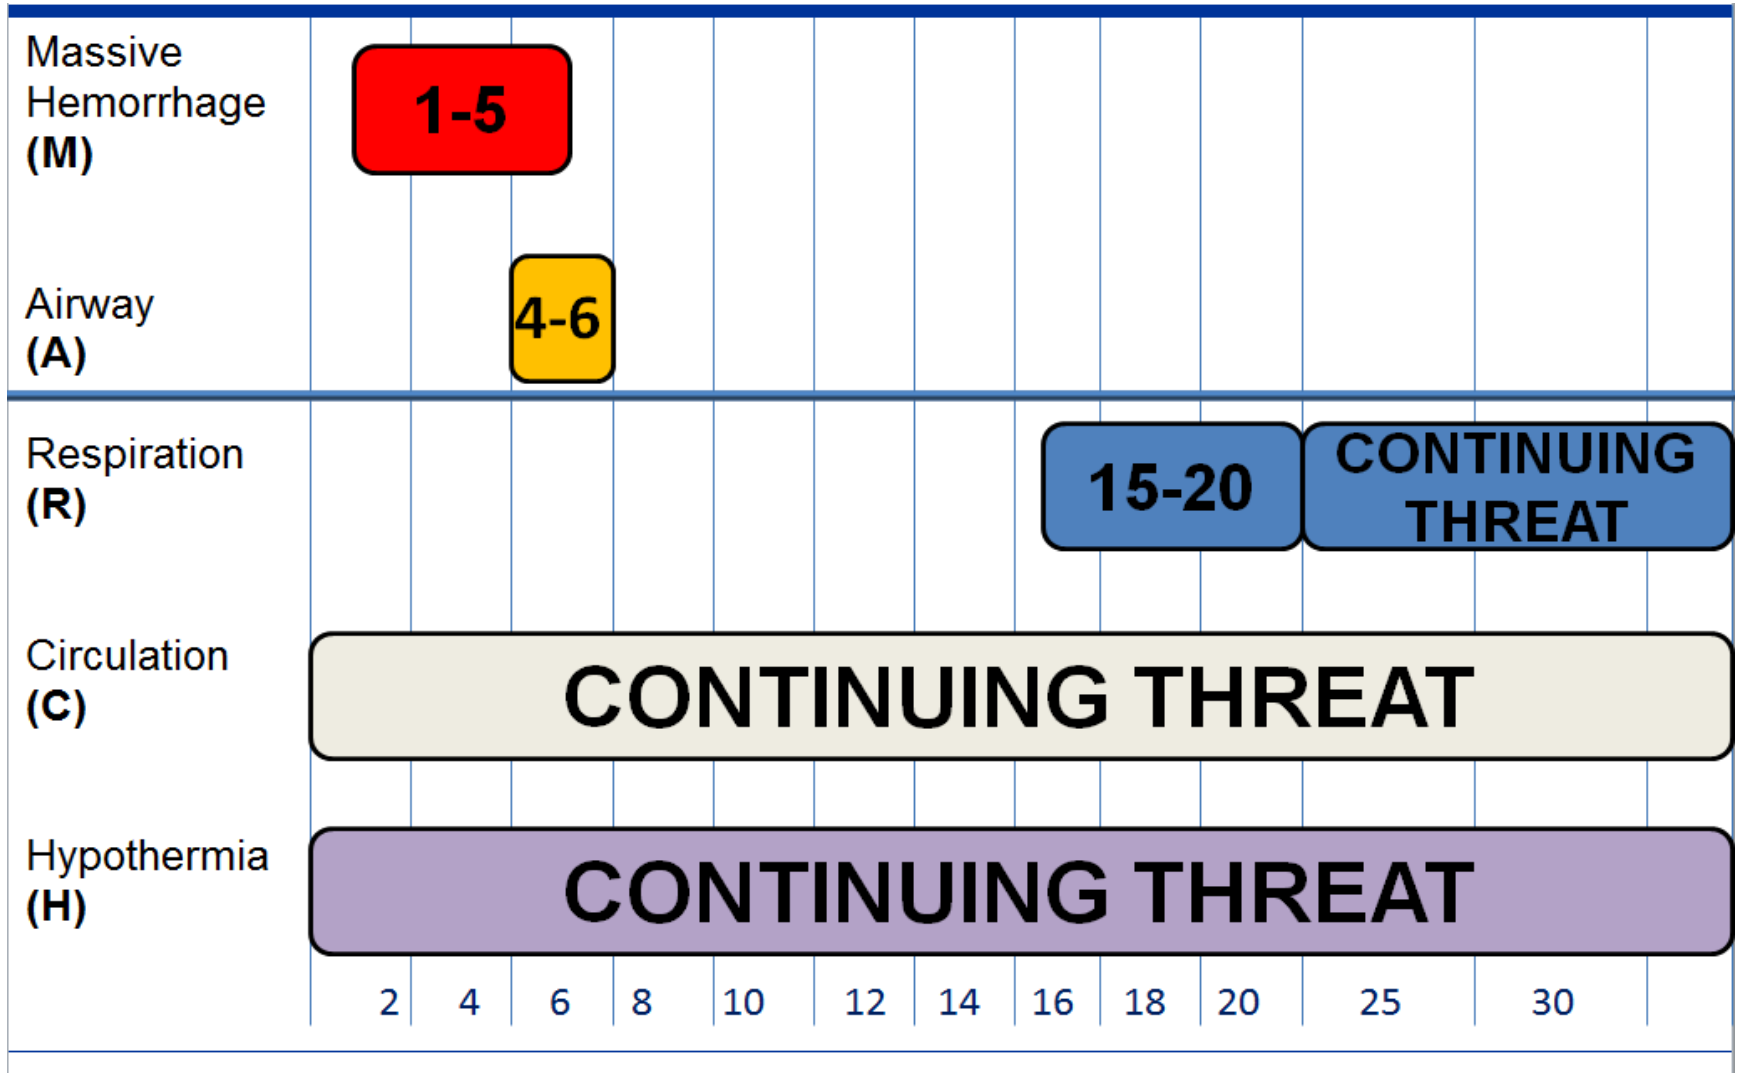 Massive
Hemorrhage
(M)
1-5
Airway
(A)
4-6
Respiration
(R)
15-20
CONTINUING
THREAT
Circulation
(C)
CONTINUING THREAT
Hypothermia
(H)
CONTINUING THREAT
2 4 6 8 10 12 14 16 18 20 25 30